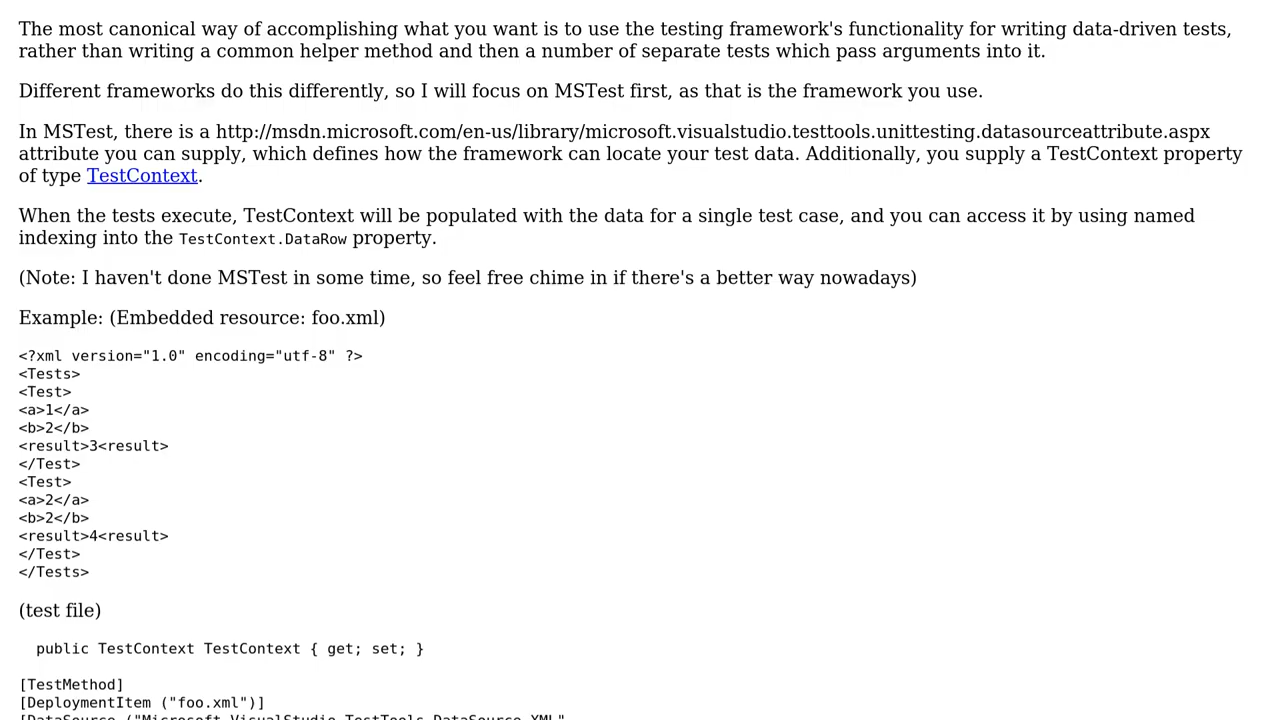 The most canonical way of accomplishing what you want is to use the testing framework's functionality for writing data-driven tests,
rather than writing a common helper method and then a number of separate tests which pass arguments into it.
Different frameworks do this differently, so I will focus on MSTest first, as that is the framework you use.
In MSTest, there is a http://msdn.microsoft.com/en-us/library/microsoft.visualstudio.testtools.unittesting.datasourceattribute.aspx
attribute you can supply, which defines how the framework can locate your test data. Additionally, you supply a TestContext property
of type TestContext.
When the tests execute, TestContext will be populated with the data for a single test case, and you can access it by using named
indexing into the TestContext.DataRow property.
(Note: I haven't done MSTest in some time, so feel free chime in if there's a better way nowadays)
Example: (Embedded resource: foo.xml)
<?xml version="1.0" encoding="utf-8" ?>
<Tests>
<Test>
<a>1</a>
<b>2</b>
<result>3<result>
</Test>
<Test>
<a>2</a>
<b>2</b>
<result>4<result>
</Test>
</Tests>
(test file)
public TestContext TestContext { get; set; }
[TestMethod]
[DeploymentItem ("foo.xml")]
[DataSource ("Microsoft.VisualStudio.TestTools.DataSource.XML",